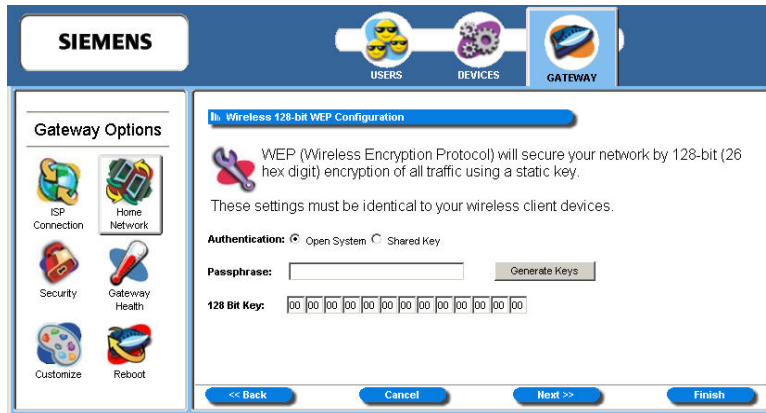 SIEMENS
USERS
DEVICES
GATEWAY
Gateway Options
ISP
Connection
Home
Network
Security
Gateway
Health
Customize
Reboot
Wireless 128-bit WEP Configuration
WEP (Wireless Encryption Protocol) will secure your network by 128-bit (26
hex digit) encryption of all traffic using a static key.
These settings must be identical to your wireless client devices.
Authentication: Open System Shared Key
Passphrase: Generate Keys
128 Bit Key: 00 00 00 00 00 00 00 00 00 00 00 00 00
<< Back Cancel Next >> Finish